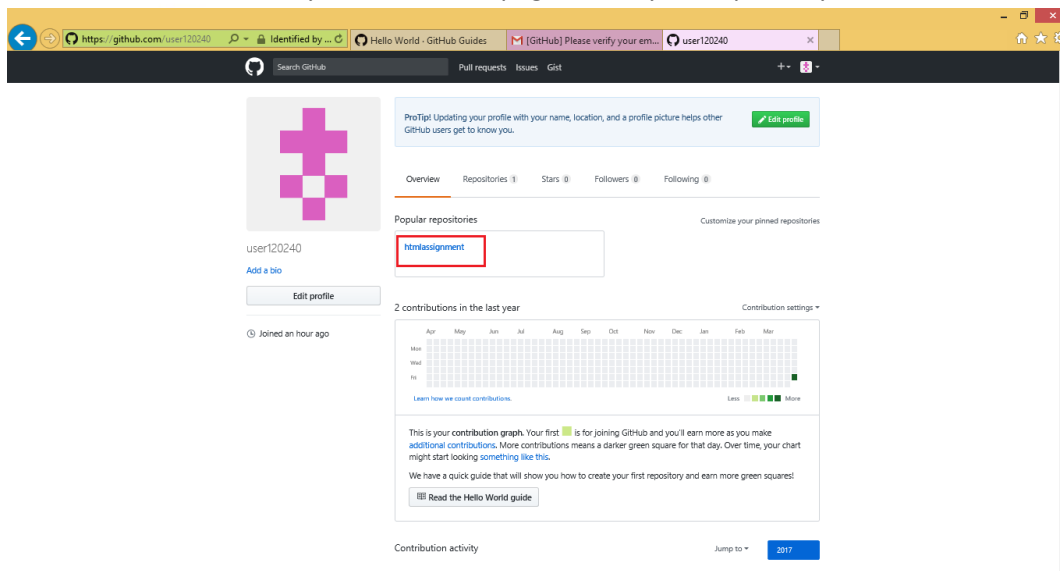 https://github.com/user120240
Identified by ...
Hello World · GitHub Guides
[GitHub] Please verify your em...
user120240
Search GitHub
Pull requests Issues Gist
ProTip! Updating your profile with your name, location, and a profile picture helps other
GitHub users get to know you.
Edit profile
Overview Repositories 1 Stars 0 Followers 0 Following 0
Popular repositories
Customize your pinned repositories
htmlassignment
user120240
Add a bio
Edit profile
Joined an hour ago
2 contributions in the last year
Contribution settings
Apr May Jun Jul Aug Sep Oct Nov Dec Jan Feb Mar
Mon
Wed
Fri
Learn how we count contributions.
Less More
This is your contribution graph. Your first is for joining GitHub and you'll earn more as you make
additional contributions. More contributions means a darker green square for that day. Over time, your chart
might start looking something like this.
We have a quick guide that will show you how to create your first repository and earn more green squares!
Read the Hello World guide
Contribution activity
Jump to
2017